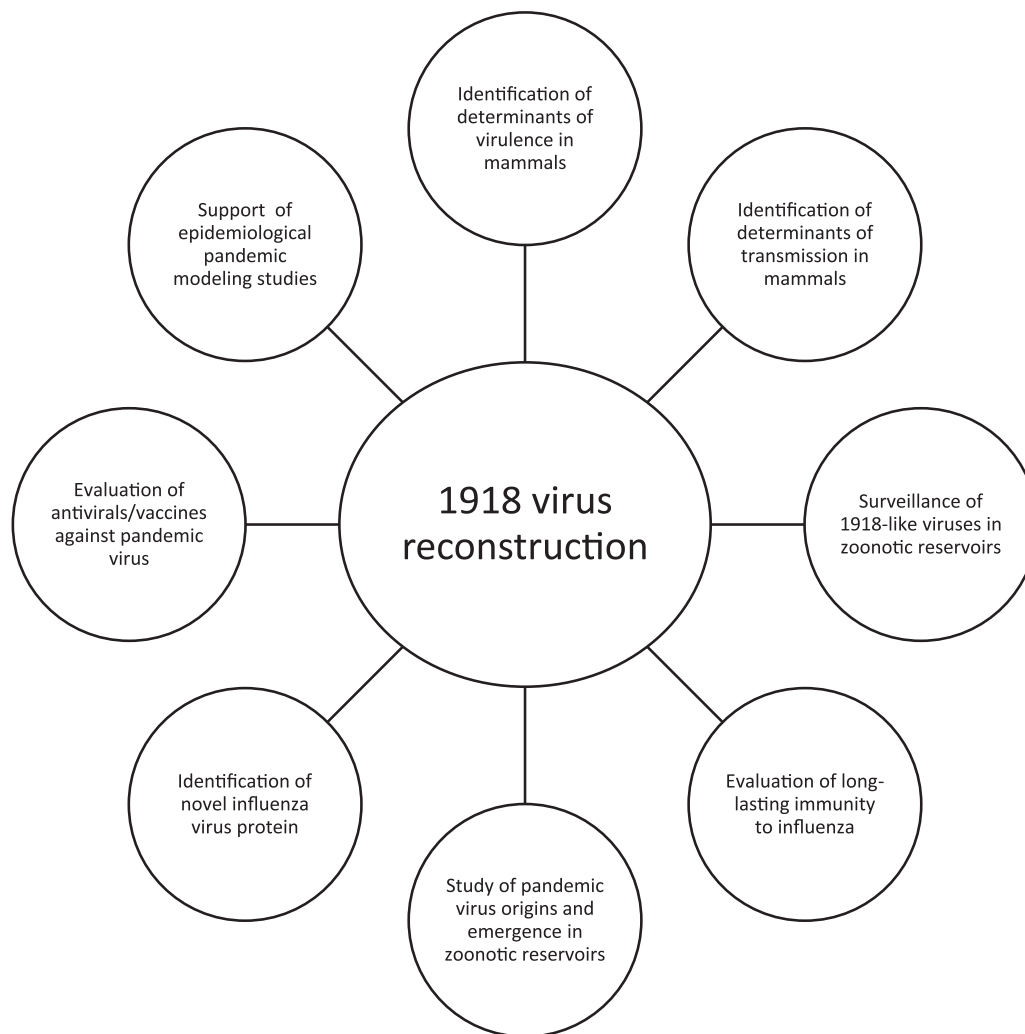 Identification of
determinants of
virulence in
mammals
Support of
epidemiological
pandemic
modeling studies
Identification of
determinants of
transmission in
mammals
Evaluation of
antivirals/vaccines
against pandemic
virus
1918 virus
reconstruction
Surveillance of
1918-like viruses in
zoonotic reservoirs
Identification of
novel influenza
virus protein
Evaluation of long-
lasting immunity
to influenza
Study of pandemic
virus origins and
emergence in
zoonotic reservoirs